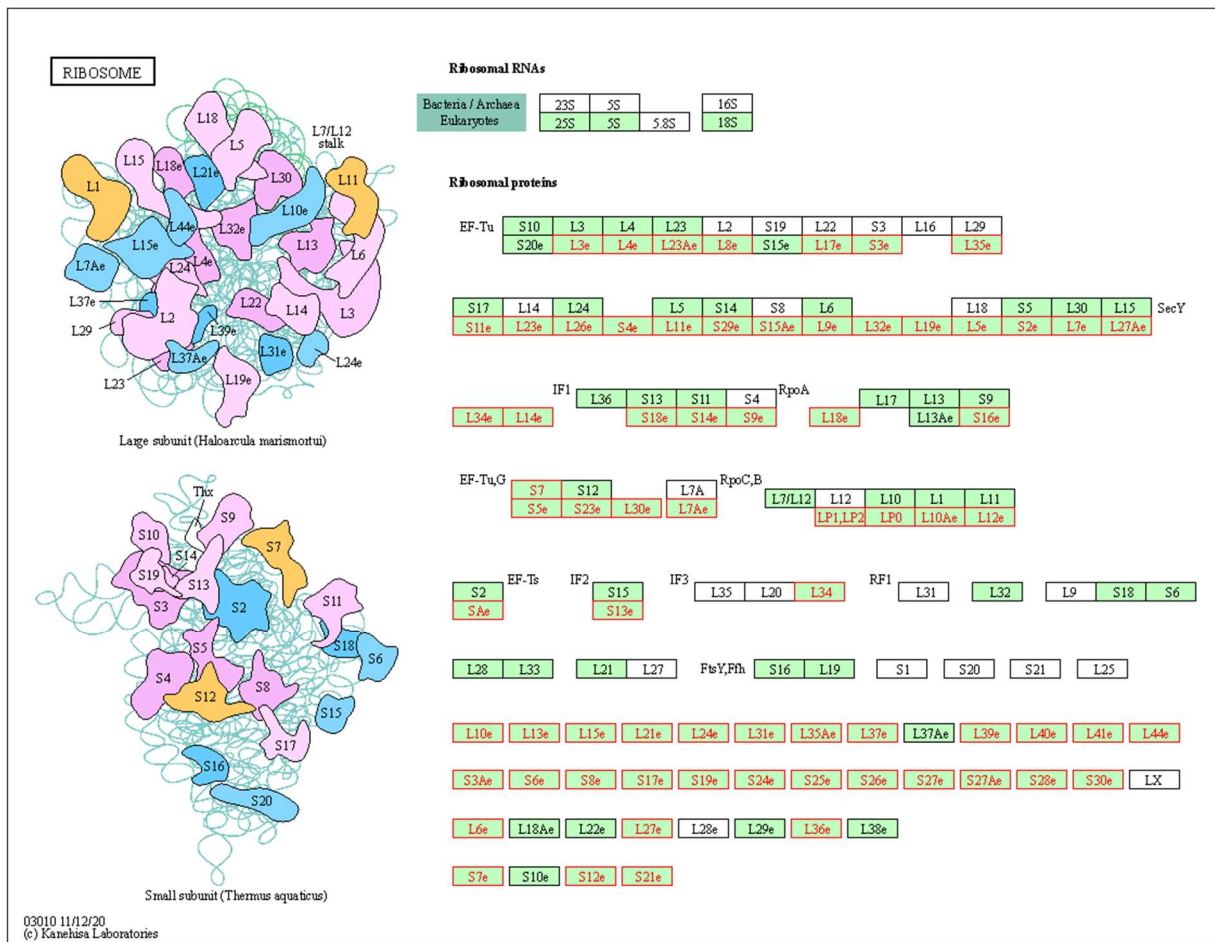 RIBOSOME
L18
L5
L7/L12
stalk
L15
L18e
L21e
L30
L1
L11
L10e
L44e
L32e
L15e
L13
L6
L7Ae
L24
L4e
L37e
L22
L14
L3
L2
L29
L39e
L37Ae
L31e
L24e
L23
L19e
Large subunit (Haloarcula marismortui)
Thx
S9
S10
S7
S14
S19
S13
S3
S2
S11
S18
S6
S5
S4
S8
S12
S15
S17
S16
S20
Small subunit (Thermus aquaticus)
03010 11/12/20
(c) Kanehisa Laboratories
Ribosomal RNAs
Bacteria / Archaea 23S 5S 16S
Eukaryotes 25S 5S 5.8S 18S
Ribosomal proteins
EF-Tu S10 L3 L4 L23 L2 S19 L22 S3 L16 L29
S20e L3e L4e L23Ae L8e S15e L17e S3e L35e
S17 L14 L24 L5 S14 S8 L6 L18 S5 L30 L15 SecY
S11e L23e L26e S4e L11e S29e S15Ae L9e L32e L19e L5e S2e L7e L27Ae
IF1 L36 S13 S11 S4 RpoA L17 L13 S9
L34e L14e S18e S14e S9e L18e L13Ae S16e
EF-Tu,G S7 S12 L7A RpoC,B L7/L12 L12 L10 L1 L11
S5e S23e L30e L7Ae LP1,LP2 LP0 L10Ae L12e
S2 EF-Ts IF2 S15 IF3 L35 L20 L34 RF1 L31 L32 L9 S18 S6
SAe S13e
L28 L33 L21 L27 FtsY,Ffh S16 L19 S1 S20 S21 L25
L10e L13e L15e L21e L24e L31e L35Ae L37e L37Ae L39e L40e L41e L44e
S3Ae S6e S8e S17e S19e S24e S25e S26e S27e S27Ae S28e S30e LX
L6e L18Ae L22e L27e L28e L29e L36e L38e
S7e S10e S12e S21e